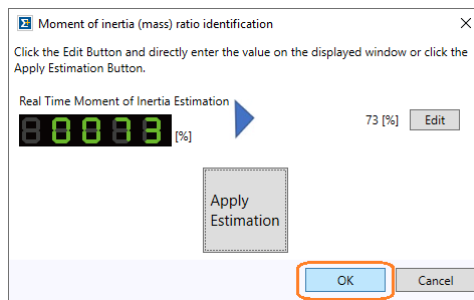 Moment of inertia (mass) ratio identification
Click the Edit Button and directly enter the value on the displayed window or click the
Apply Estimation Button.
Real Time Moment of Inertia Estimation
0073 [%]
73 [%] Edit
Apply
Estimation
OK Cancel